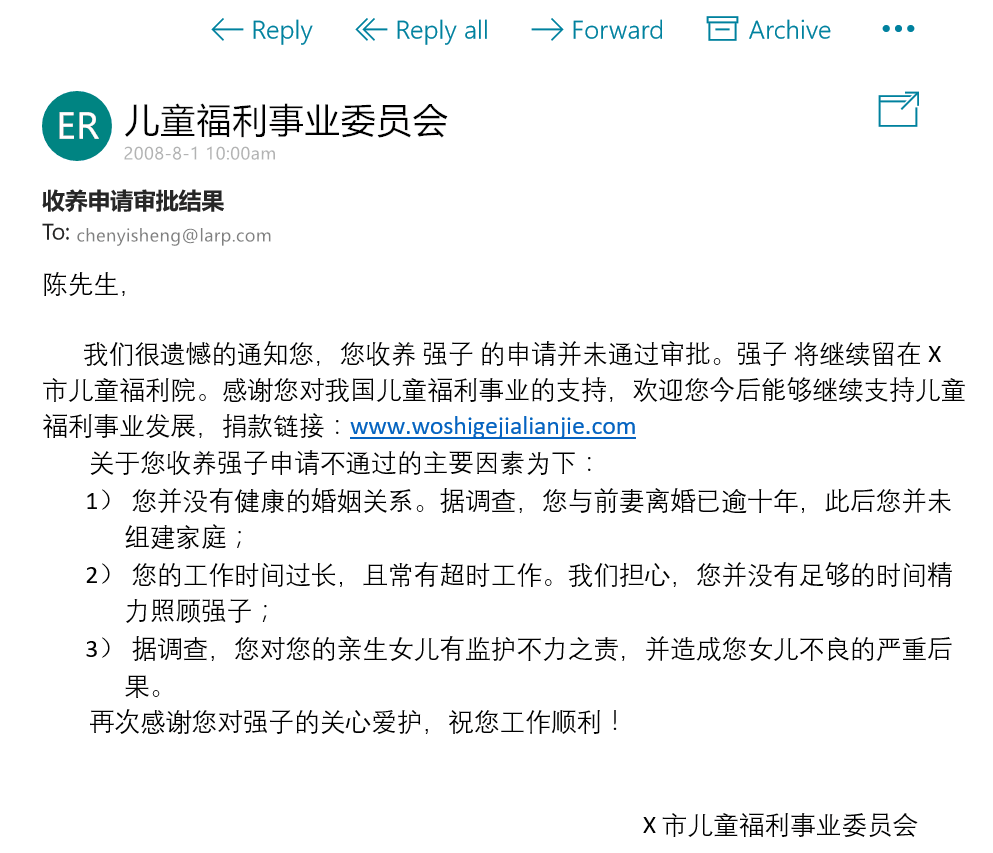 Reply Reply all Forward Archive
ER 儿童福利事业委员会
2008-8-1 10:00am
收养申请审批结果
To: chenyisheng@larp.com
陈先生，
我们很遗憾的通知您，您收养 强子 的申请并未通过审批。强子 将继续留在 X
市儿童福利院。感谢您对我国儿童福利事业的支持，欢迎您今后能够继续支持儿童
福利事业发展，捐款链接：www.woshigejialianjie.com
关于您收养强子申请不通过的主要因素为下：
1） 您并没有健康的婚姻关系。据调查，您与前妻离婚已逾十年，此后您并未
组建家庭；
2） 您的工作时间过长，且常有超时工作。我们担心，您并没有足够的时间精
力照顾强子；
3） 据调查，您对您的亲生女儿有监护不力之责，并造成您女儿不良的严重后
果。
再次感谢您对强子的关心爱护，祝您工作顺利！
X 市儿童福利事业委员会